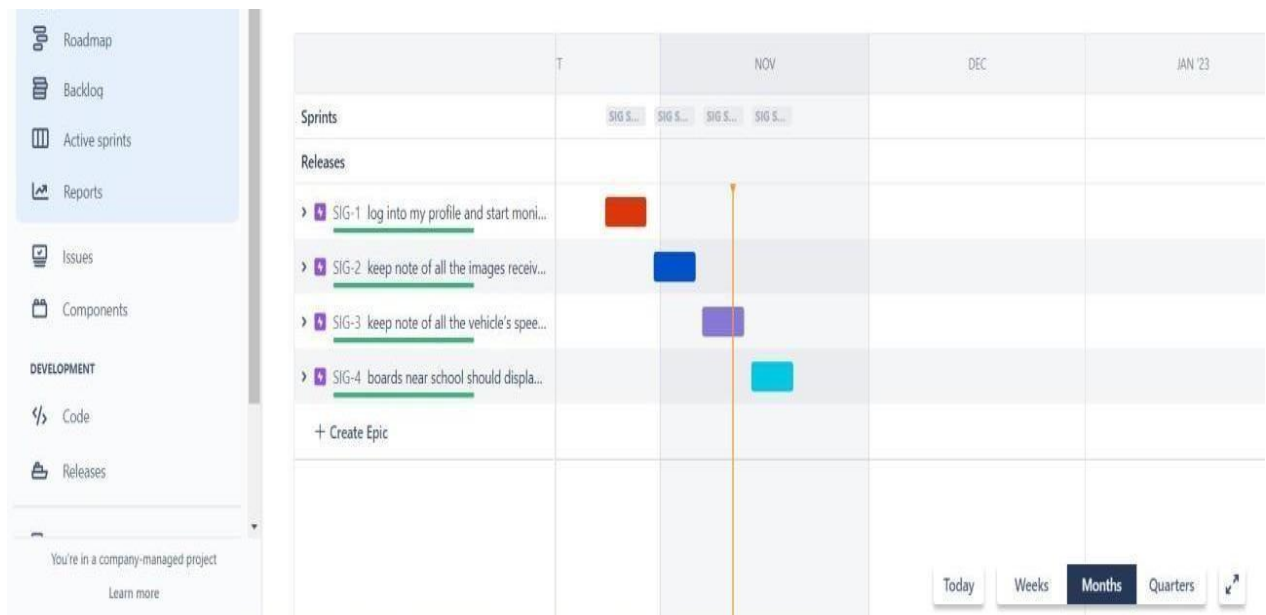 Roadmap
Backlog
Active sprints
Reports
Issues
Components
DEVELOPMENT
Code
Releases
You're in a company-managed project
Learn more
T NOV DEC JAN '23
Sprints SIG S... SIG S... SIG S... SIG S...
Releases
SIG-1 log into my profile and start moni...
SIG-2 keep note of all the images receiv...
SIG-3 keep note of all the vehicle's spee...
SIG-4 boards near school should displa...
+ Create Epic
Today Weeks Months Quarters